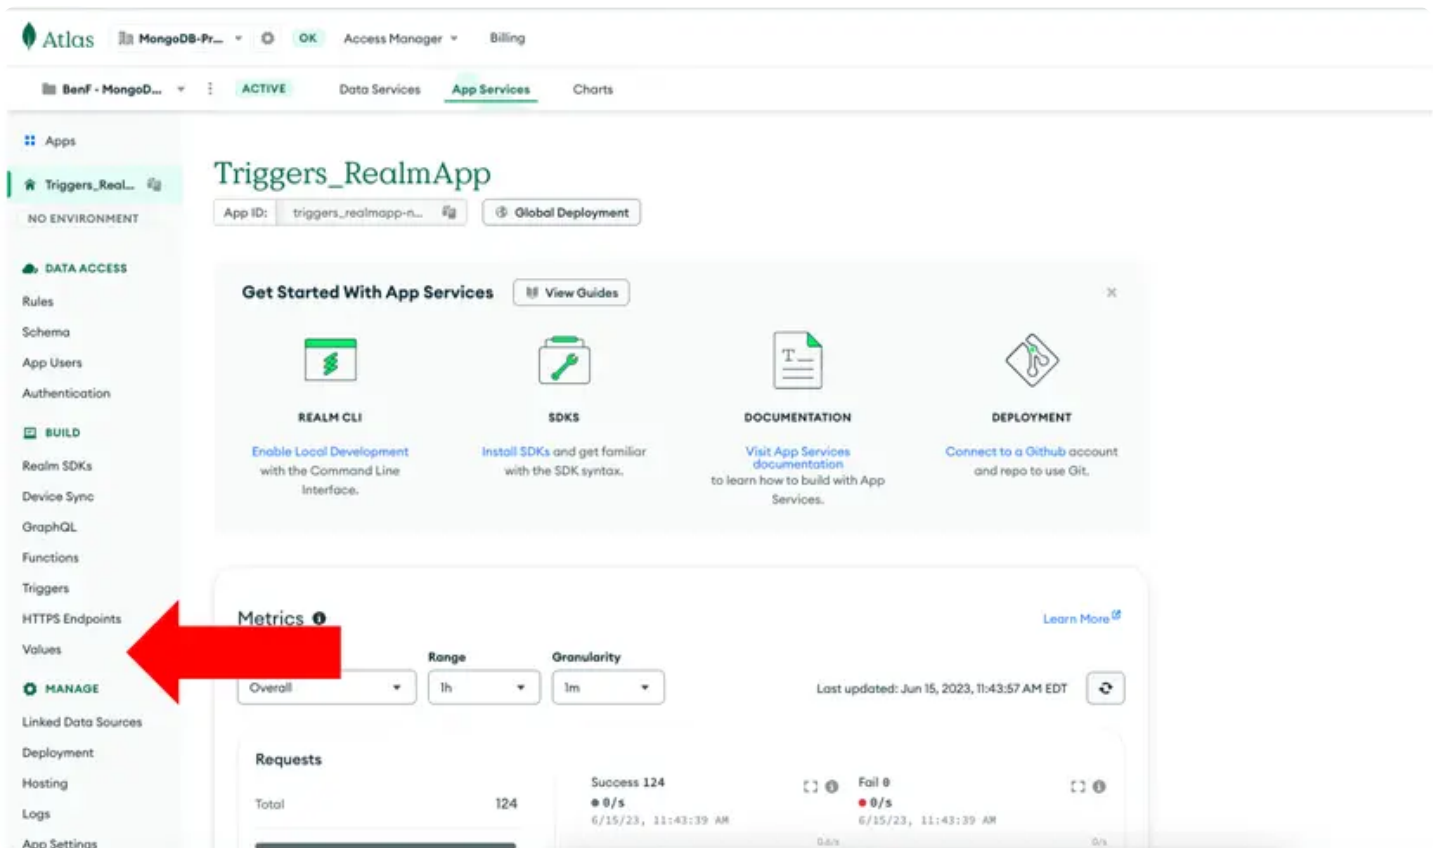 Atlas
MongoDB-Pr...
OK
Access Manager
Billing
BenF - MongoD...
ACTIVE
Data Services
App Services
Charts
Apps
Triggers_Real...
NO ENVIRONMENT
DATA ACCESS
Rules
Schema
App Users
Authentication
BUILD
Realm SDKs
Device Sync
GraphQL
Functions
Triggers
HTTPS Endpoints
Values
MANAGE
Linked Data Sources
Deployment
Hosting
Logs
App Settings
Triggers_RealmApp
App ID:
triggers_realmapp-n...
Global Deployment
Get Started With App Services
View Guides
REALM CLI
Enable Local Development
with the Command Line
Interface.
SDKS
Install SDKs and get familiar
with the SDK syntax.
T
DOCUMENTATION
Visit App Services
documentation
to learn how to build with App
Services.
DEPLOYMENT
Connect to a Github account
and repo to use Git.
Metrics
Learn More
Overall
Range
1h
Granularity
1m
Last updated: Jun 15, 2023, 11:43:57 AM EDT
Requests
Total
124
Success 124
0/s
6/15/23, 11:43:39 AM
Fail 0
0/s
6/15/23, 11:43:39 AM
0/s